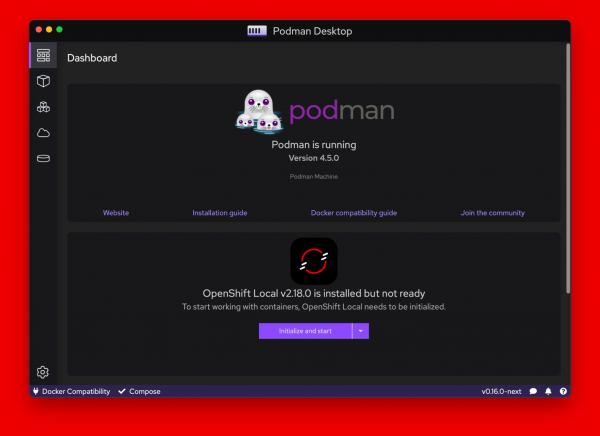 Podman Desktop
Dashboard
podman
Podman is running
Version 4.5.0
Podman Machine
Website Installation guide Docker compatibility guide Join the community
OpenShift Local v2.18.0 is installed but not ready
To start working with containers, OpenShift Local needs to be initialized.
Initialize and start
Docker Compatibility Compose v0.16.0-next